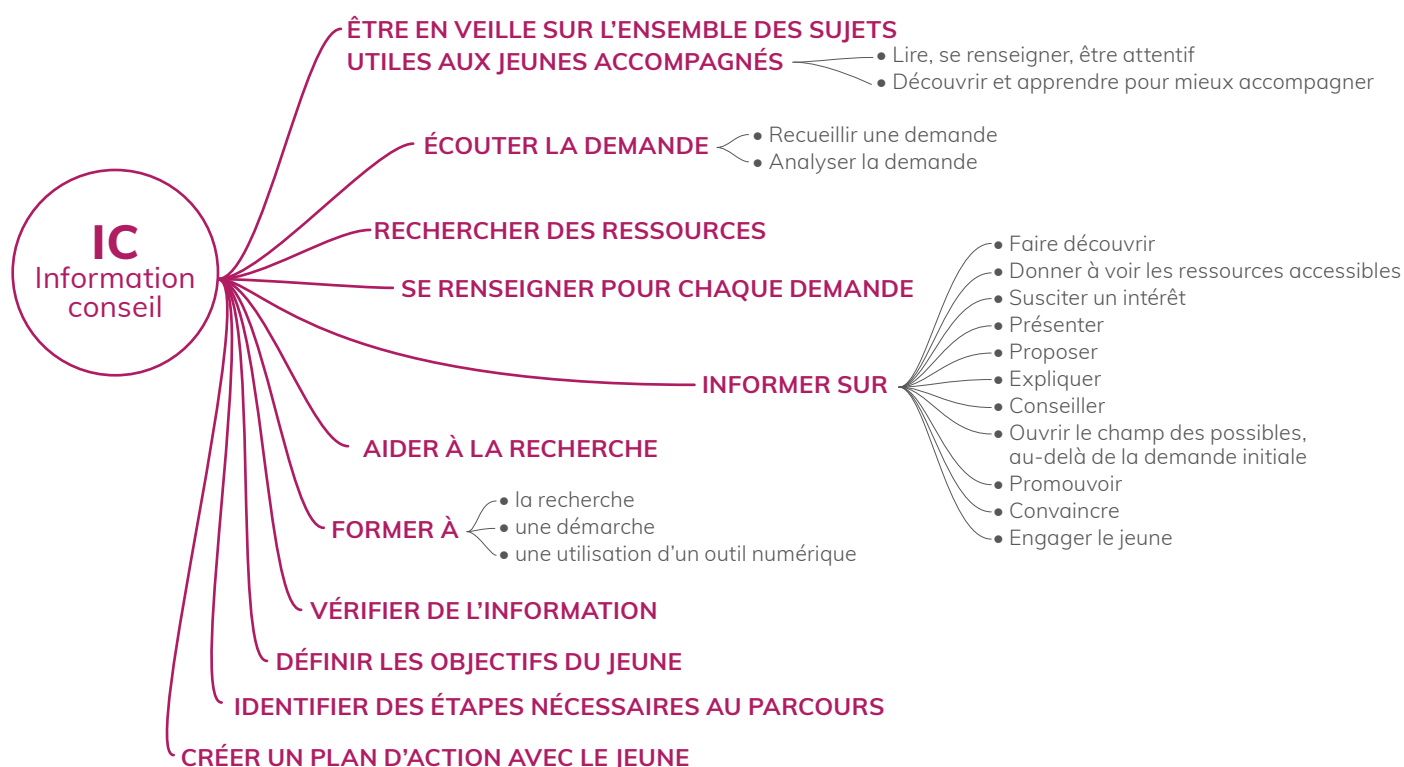 IC
Information
conseil
ÊTRE EN VEILLE SUR L’ENSEMBLE DES SUJETS
UTILES AUX JEUNES ACCOMPAGNÉS
• Lire, se renseigner, être attentif
• Découvrir et apprendre pour mieux accompagner
ÉCOUTER LA DEMANDE
• Recueillir une demande
• Analyser la demande
RECHERCHER DES RESSOURCES
SE RENSEIGNER POUR CHAQUE DEMANDE
INFORMER SUR
• Faire découvrir
• Donner à voir les ressources accessibles
• Susciter un intérêt
• Présenter
• Proposer
• Expliquer
• Conseiller
• Ouvrir le champ des possibles,
au-delà de la demande initiale
• Promouvoir
• Convaincre
• Engager le jeune
AIDER À LA RECHERCHE
FORMER À
• la recherche
• une démarche
• une utilisation d’un outil numérique
VÉRIFIER DE L’INFORMATION
DÉFINIR LES OBJECTIFS DU JEUNE
IDENTIFIER DES ÉTAPES NÉCESSAIRES AU PARCOURS
CRÉER UN PLAN D’ACTION AVEC LE JEUNE